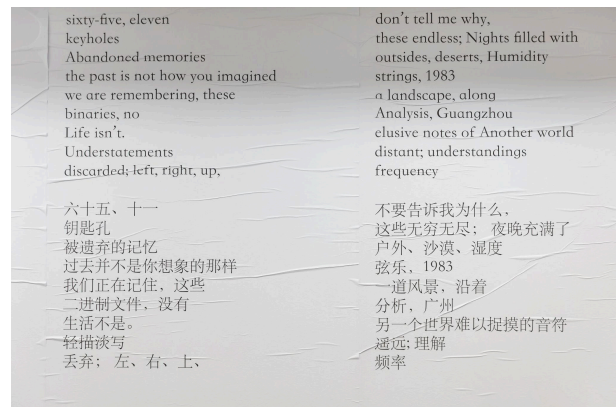 sixty-five, eleven
keyholes
Abandoned memories
the past is not how you imagined
we are remembering, these
binaries, no
Life isn't.
Understatements
discarded; left, right, up,
六十五、十一
钥匙孔
被遗弃的记忆
过去并不是你想象的那样
我们正在记住，这些
二进制文件，没有
生活不是。
轻描淡写
丢弃； 左、右、上、
don't tell me why,
these endless; Nights filled with
outsides, deserts, Humidity
strings, 1983
a landscape, along
Analysis, Guangzhou
elusive notes of Another world
distant; understandings
frequency
不要告诉我为什么，
这些无穷无尽； 夜晚充满了
户外、沙漠、湿度
弦乐，1983
一道风景，沿着
分析，广州
另一个世界难以捉摸的音符
遥远; 理解
频率